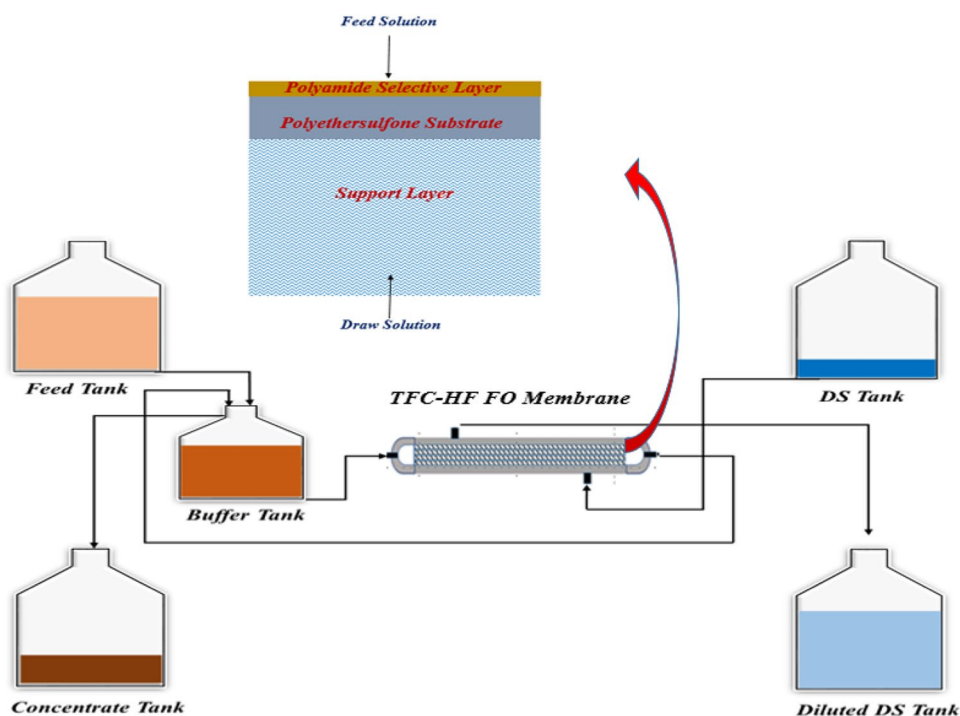 Feed Solution
Polyamide Selective Layer
Polyethersulfone Substrate
Support Layer
Draw Solution
Feed Tank
TFC-HF FO Membrane
DS Tank
Buffer Tank
Concentrate Tank
Diluted DS Tank